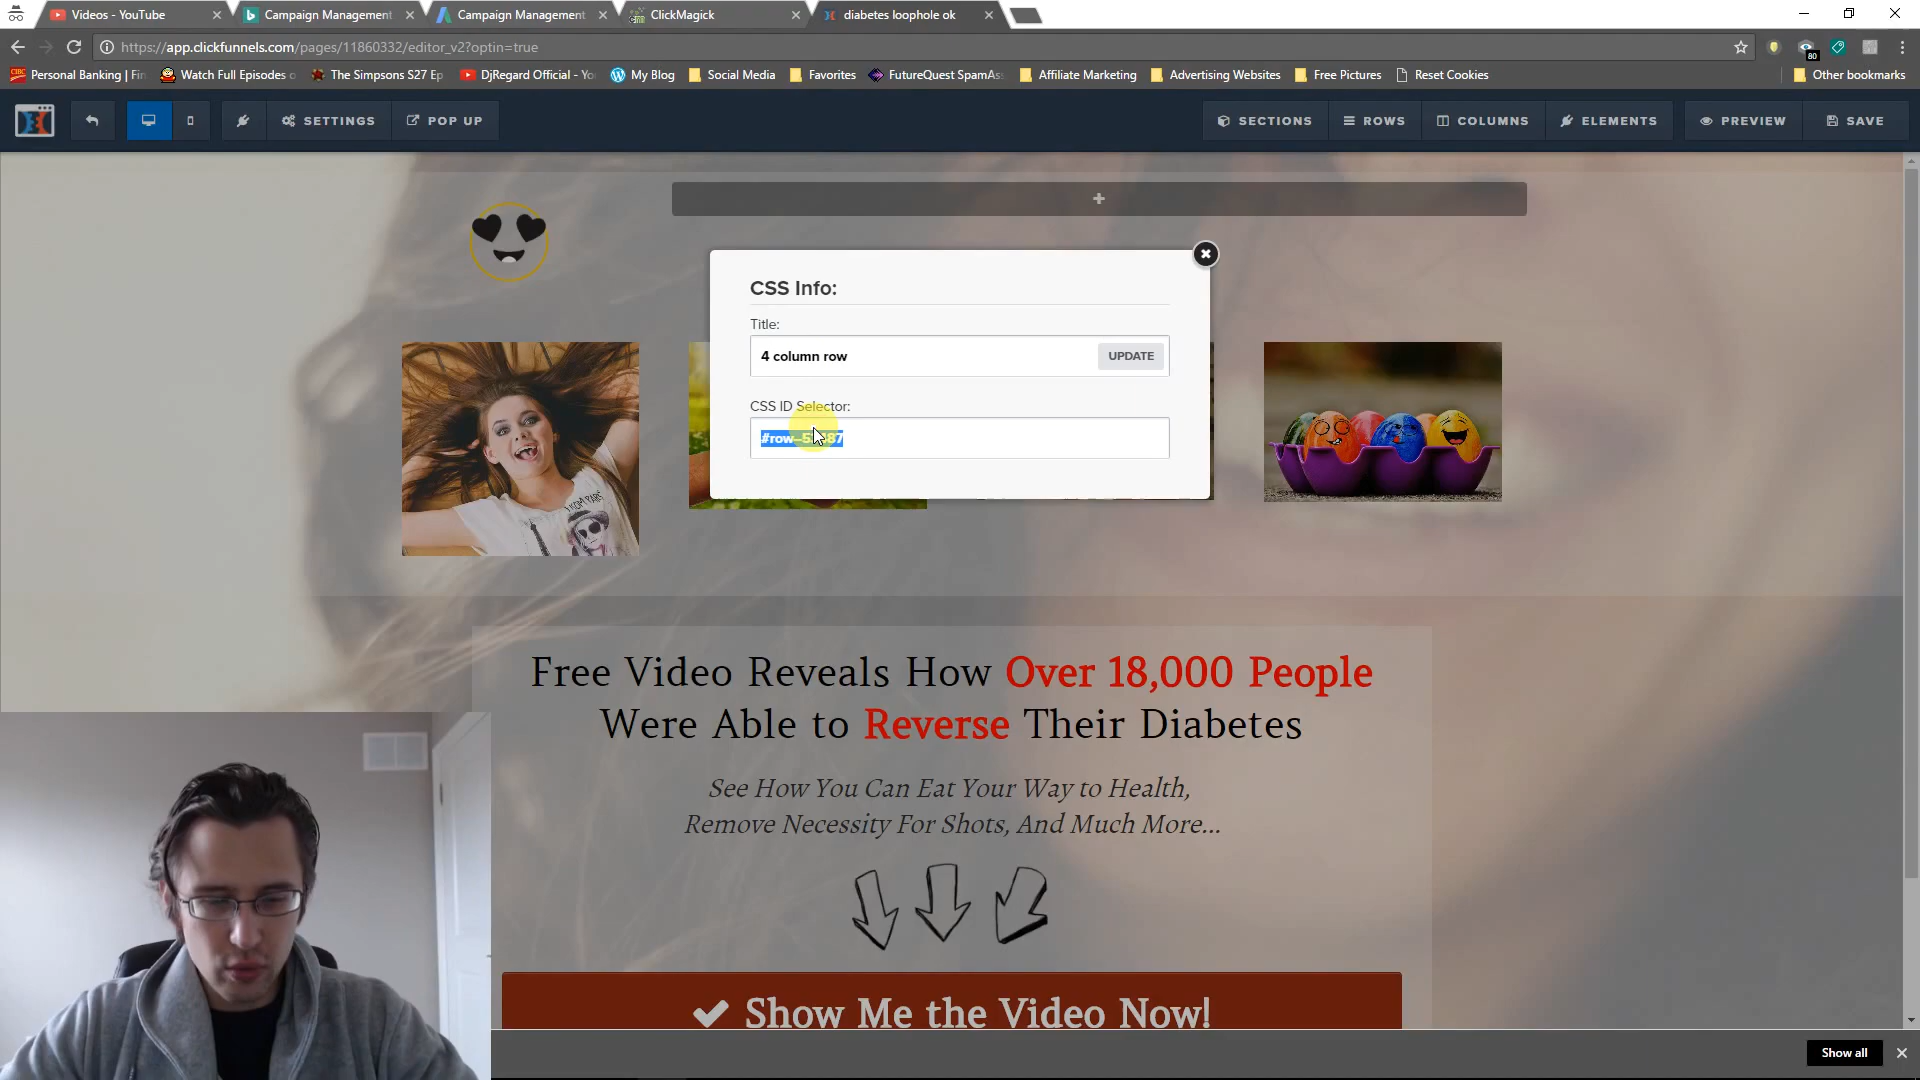 Videos - YouTube
Campaign Management
Campaign Management
ClickMagick
diabetes loophole ok
https://app.clickfunnels.com/pages/11860332/editor_v2?optin=true
80
CIBC Personal Banking | Fin
Watch Full Episodes o
The Simpsons S27 Ep
DjRegard Official - Yo
My Blog
Social Media
Favorites
FutureQuest SpamAss
Affiliate Marketing
Advertising Websites
Free Pictures
Reset Cookies
Other bookmarks
SETTINGS
POP UP
SECTIONS
ROWS
COLUMNS
ELEMENTS
PREVIEW
SAVE
CSS Info:
Title:
4 column row
UPDATE
CSS ID Selector:
Free Video Reveals How Over 18,000 People
Were Able to Reverse Their Diabetes
See How You Can Eat Your Way to Health,
Remove Necessity For Shots, And Much More...
Show Me the Video Now!
Show all